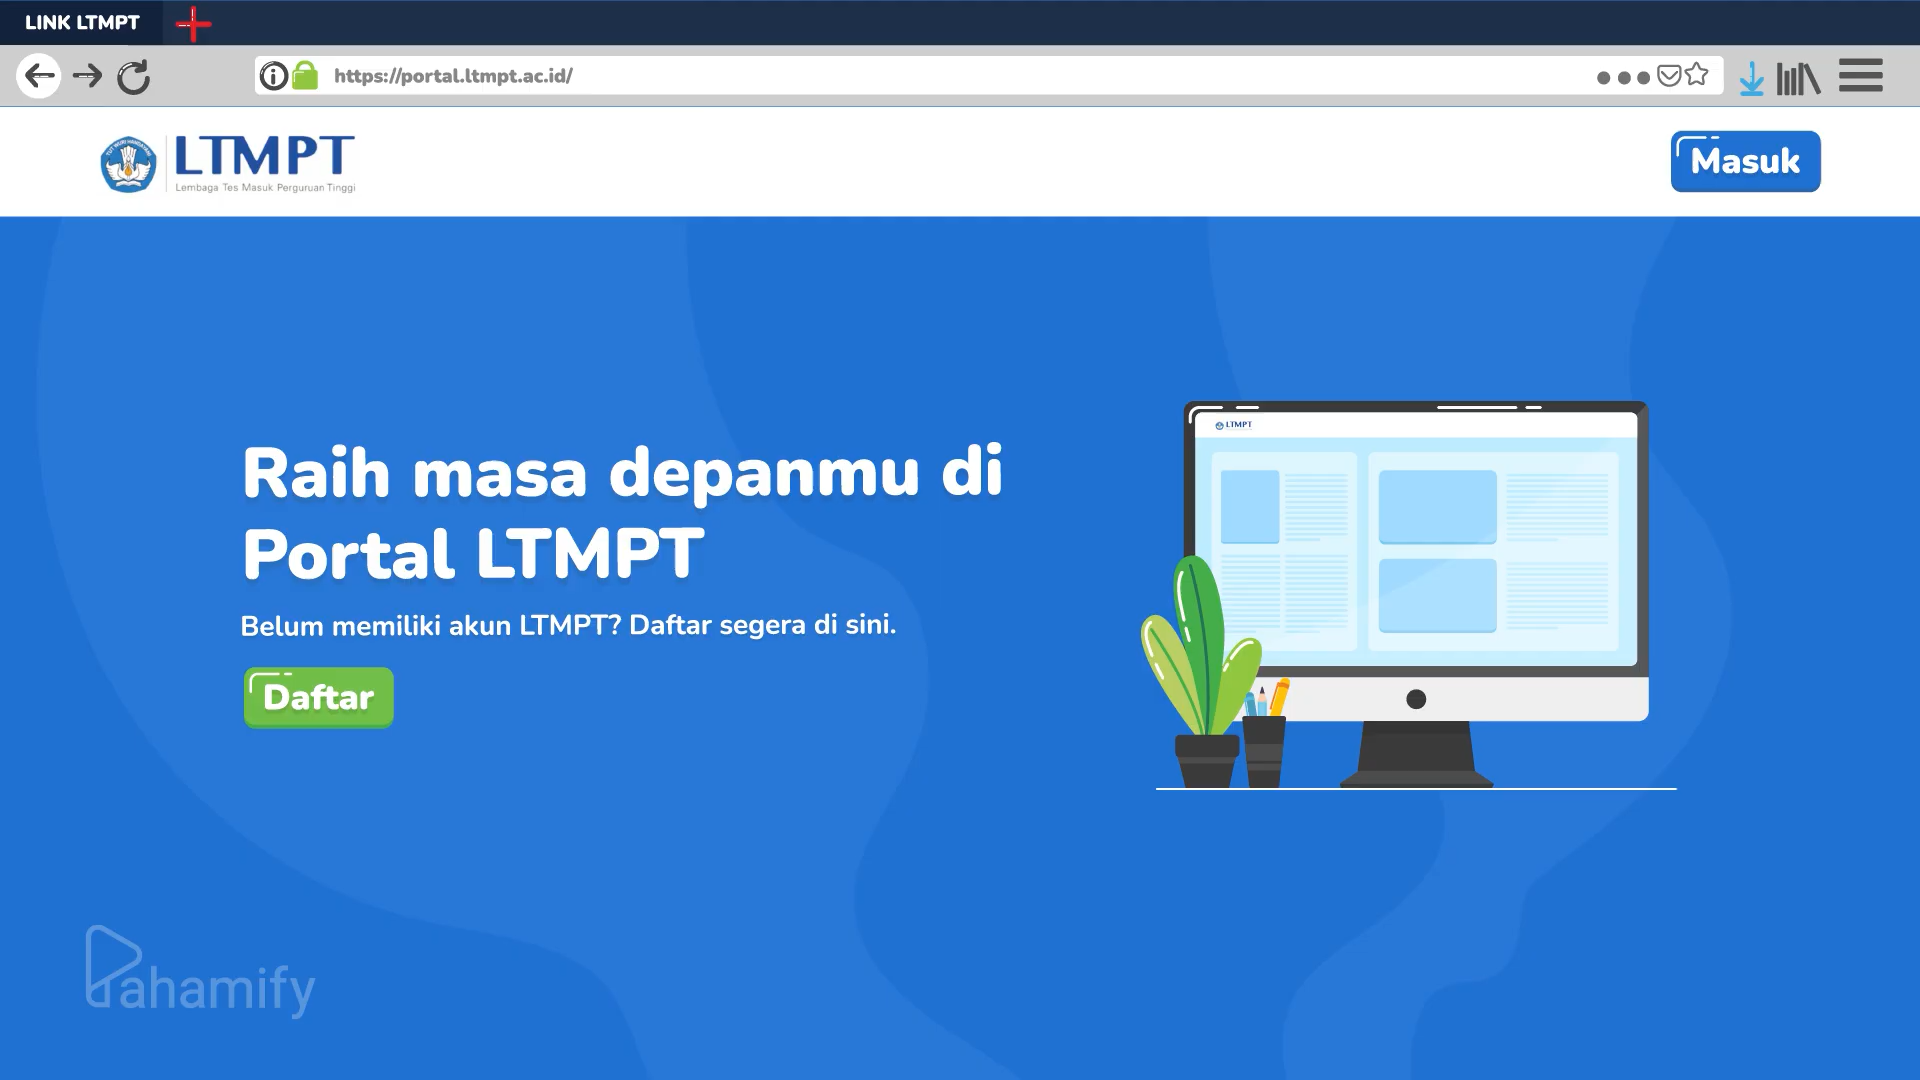 LINK LTMPT
https://portal.ltmpt.ac.id/
LTMPT
Lembaga Tes Masuk Perguruan Tinggi
Masuk
LTMPT
Raih masa depanmu di
Portal LTMPT
Belum memiliki akun LTMPT? Daftar segera di sini.
Daftar
Pahamify